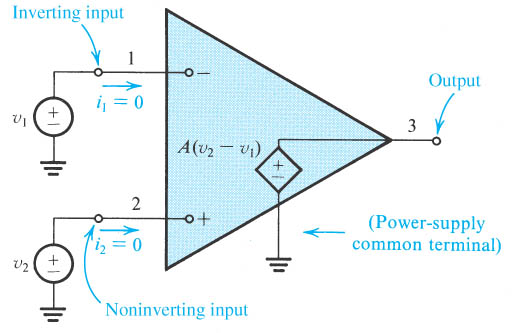 Inverting input
1
i₁ = 0
v₁
+
−
−
Output
3
A(v₂ − v₁)
+
−
2
i₂ = 0
+
v₂
+
−
(Power-supply
common terminal)
Noninverting input